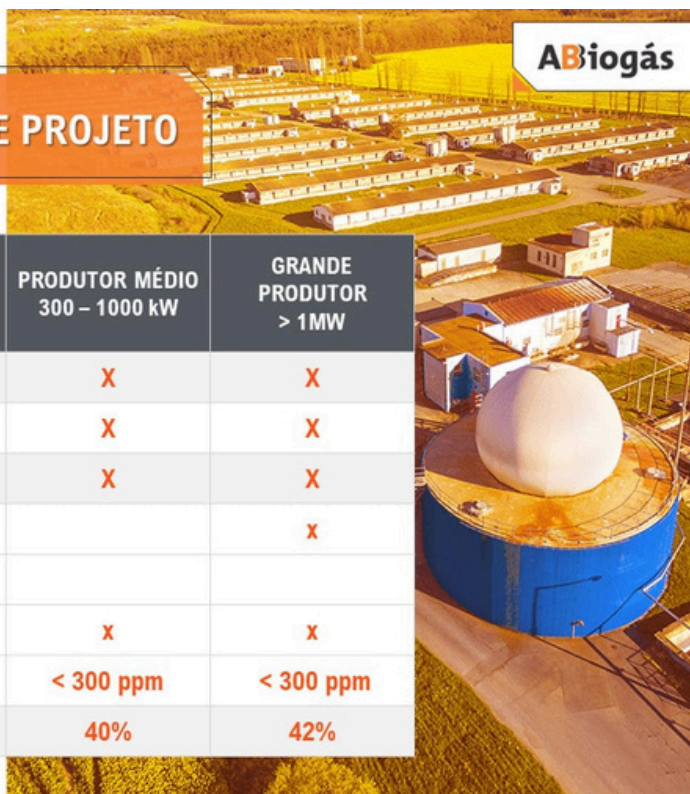 ABiogás
E PROJETO
PRODUTOR MÉDIO
300 – 1000 kW
GRANDE
PRODUTOR
> 1MW
X X
X X
X X
x
x x
< 300 ppm < 300 ppm
40% 42%